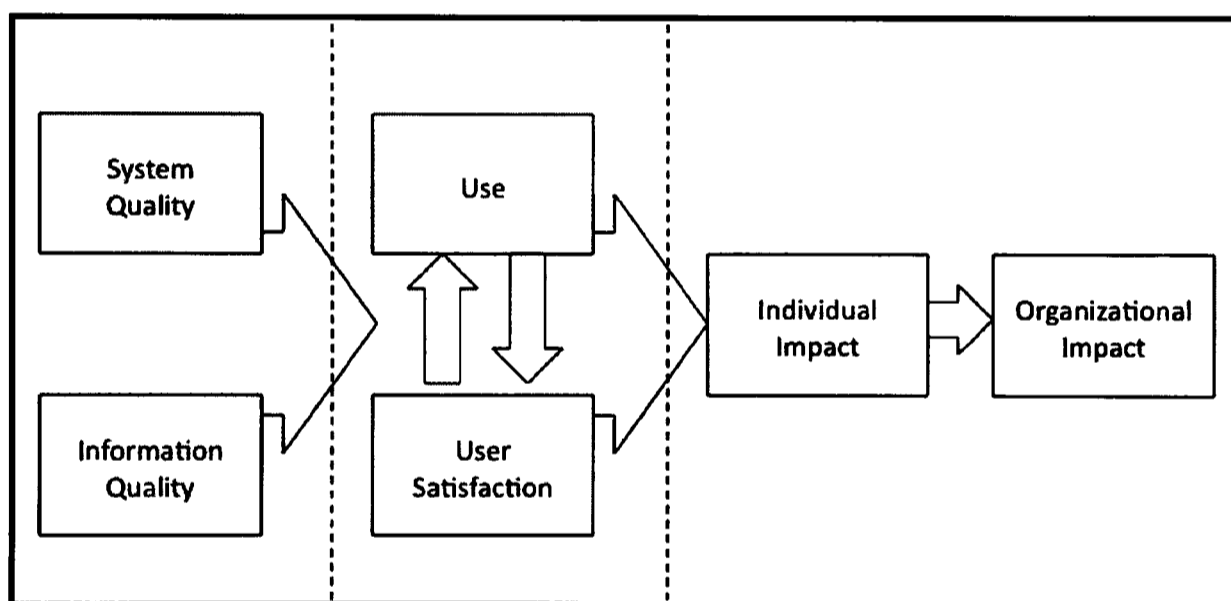 System
Quality
Use
Information
Quality
User
Satisfaction
Individual
Impact
Organizational
Impact